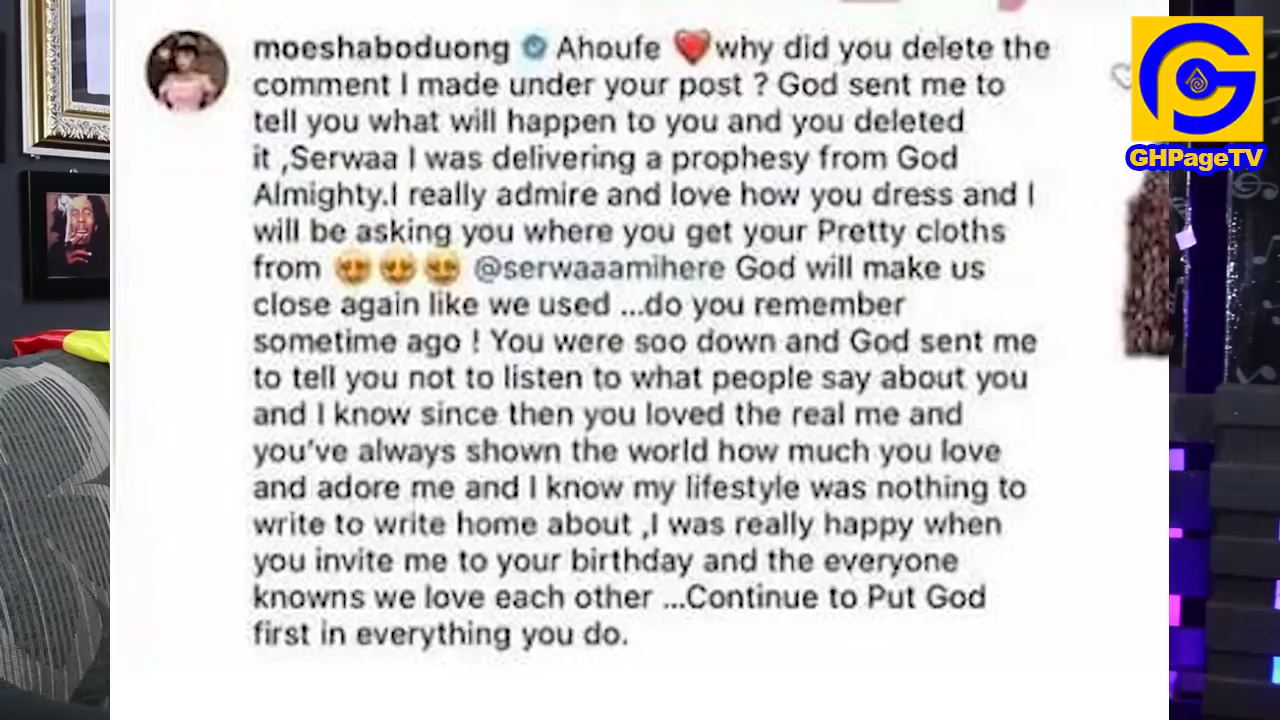 moeshaboduong Ahoufe ❤️why did you delete the
comment I made under your post ? God sent me to
tell you what will happen to you and you deleted
it ,Serwaa I was delivering a prophesy from God
Almighty.I really admire and love how you dress and I
will be asking you where you get your Pretty cloths
from 😍😍😍 @serwaaamihere God will make us
close again like we used ...do you remember
sometime ago ! You were soo down and God sent me
to tell you not to listen to what people say about you
and I know since then you loved the real me and
you've always shown the world how much you love
and adore me and I know my lifestyle was nothing to
write to write home about ,I was really happy when
you invite me to your birthday and the everyone
knowns we love each other ...Continue to Put God
first in everything you do.
GHPageTV